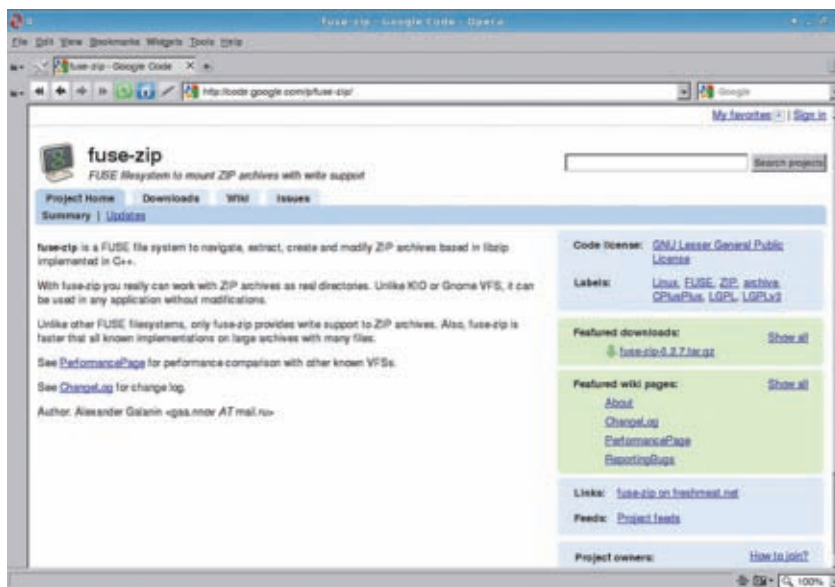 fuse-zip - Google Code - Opera
File Edit View Bookmarks Widgets Tools Help
fuse-zip - Google Code
http://code.google.com/p/fuse-zip/
Google
My favorites | Sign in
fuse-zip
FUSE filesystem to mount ZIP archives with write support
Search projects
Project Home Downloads Wiki Issues
Summary | Updates
fuse-zip is a FUSE file system to navigate, extract, create and modify ZIP archives based in libzip
implemented in C++.
With fuse-zip you really can work with ZIP archives as real directories. Unlike KIO or Gnome VFS, it can
be used in any application without modifications.
Unlike other FUSE filesystems, only fuse-zip provides write support to ZIP archives. Also, fuse-zip is
faster that all known implementations on large archives with many files.
See PerformancePage for performance comparison with other known VFSs.
See ChangeLog for change log.
Author: Alexander Galanin <gaa.nnov AT mail.ru>
Code license: GNU Lesser General Public
License
Labels: Linux, FUSE, ZIP, archive,
CPlusPlus, LGPL, LGPLv3
Featured downloads: Show all
fuse-zip-0.2.7.tar.gz
Featured wiki pages: Show all
About
ChangeLog
PerformancePage
ReportingBugs
Links: fuse-zip on freshmeat.net
Feeds: Project feeds
Project owners: How to join?
100%